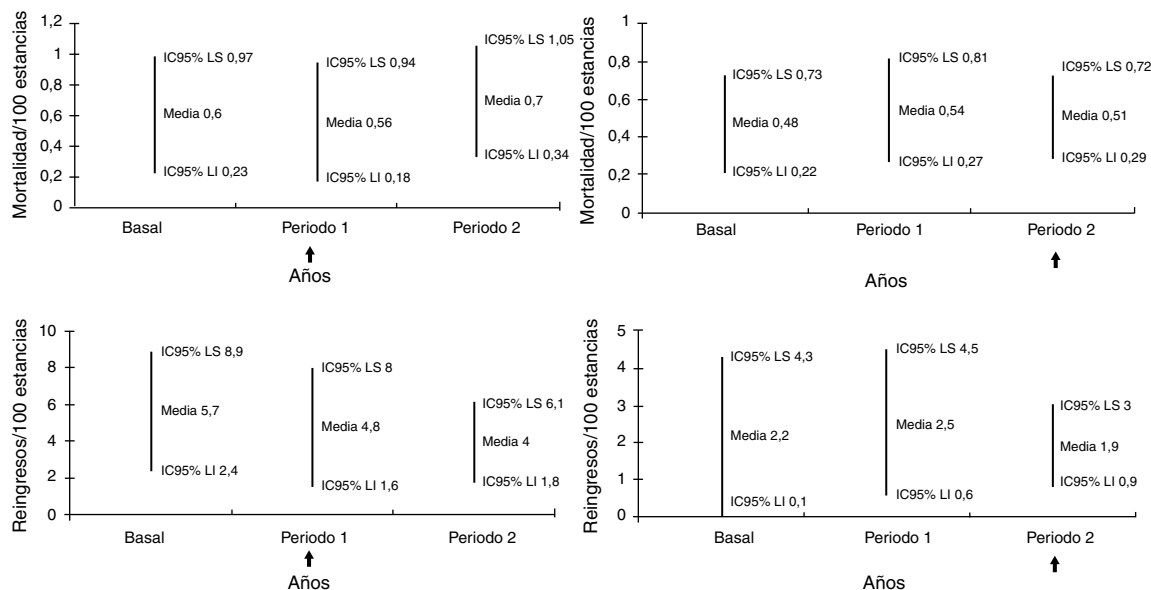 Mortalidad/100 estancias
1,2
1
0,8
0,6
0,4
0,2
0
IC95% LS 0,97
Media 0,6
IC95% LI 0,23
IC95% LS 0,94
Media 0,56
IC95% LI 0,18
IC95% LS 1,05
Media 0,7
IC95% LI 0,34
Basal
Periodo 1
Periodo 2
Años
Mortalidad/100 estancias
1
0,8
0,6
0,4
0,2
0
IC95% LS 0,73
Media 0,48
IC95% LI 0,22
IC95% LS 0,81
Media 0,54
IC95% LI 0,27
IC95% LS 0,72
Media 0,51
IC95% LI 0,29
Basal
Periodo 1
Periodo 2
Años
Reingresos/100 estancias
10
8
6
4
2
0
IC95% LS 8,9
Media 5,7
IC95% LI 2,4
IC95% LS 8
Media 4,8
IC95% LI 1,6
IC95% LS 6,1
Media 4
IC95% LI 1,8
Basal
Periodo 1
Periodo 2
Años
Reingresos/100 estancias
5
4
3
2
1
0
IC95% LS 4,3
Media 2,2
IC95% LI 0,1
IC95% LS 4,5
Media 2,5
IC95% LI 0,6
IC95% LS 3
Media 1,9
IC95% LI 0,9
Basal
Periodo 1
Periodo 2
Años